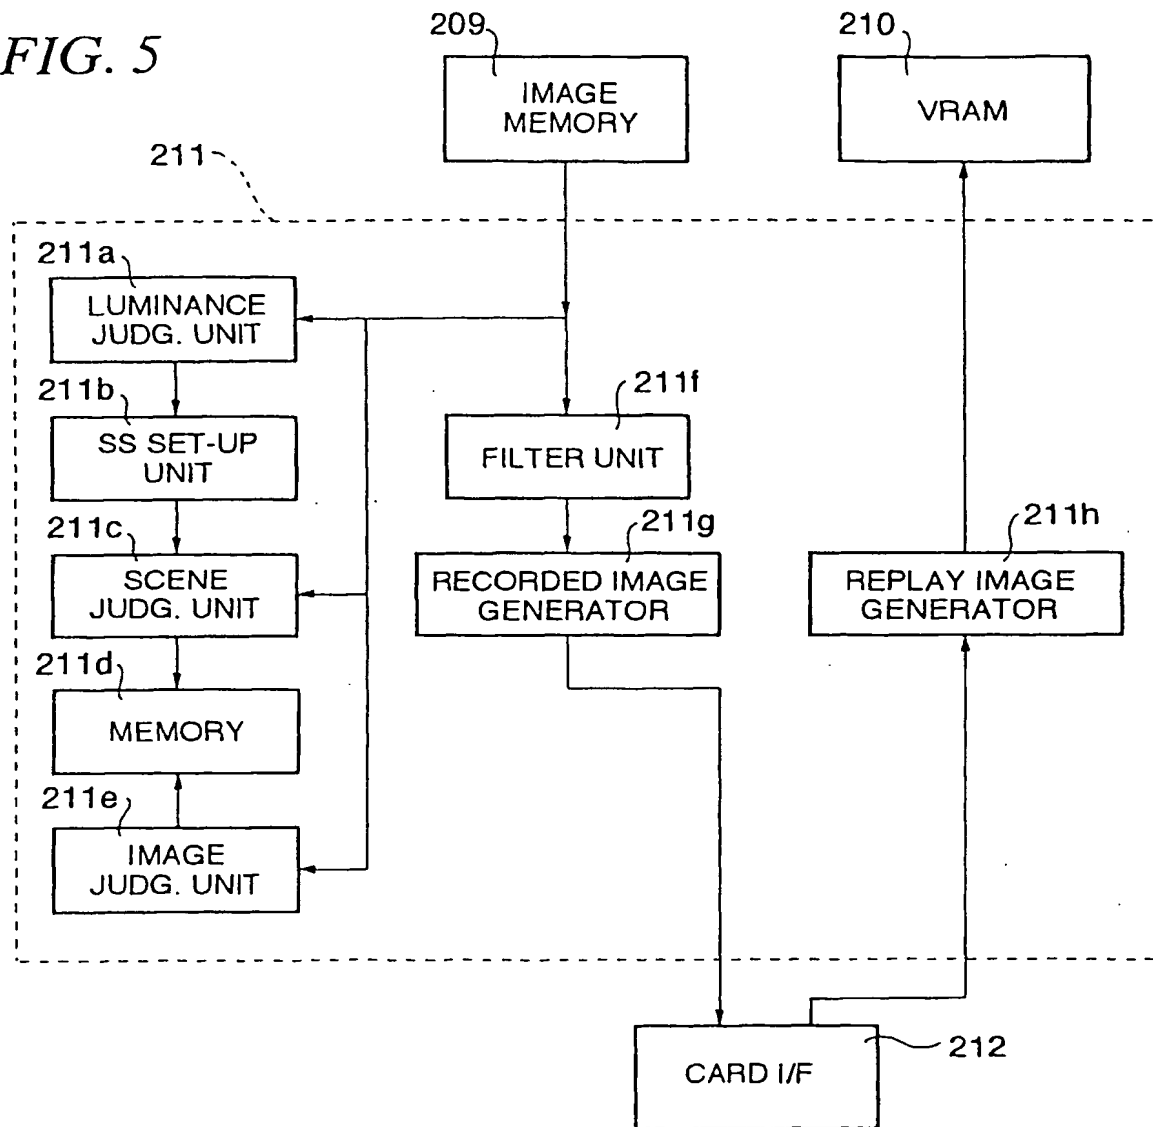 FIG. 5
209
IMAGE
MEMORY
210
VRAM
211
211a
LUMINANCE
JUDG. UNIT
211b
SS SET-UP
UNIT
211c
SCENE
JUDG. UNIT
211d
MEMORY
211e
IMAGE
JUDG. UNIT
211f
FILTER UNIT
211g
RECORDED IMAGE
GENERATOR
211h
REPLAY IMAGE
GENERATOR
212
CARD I/F